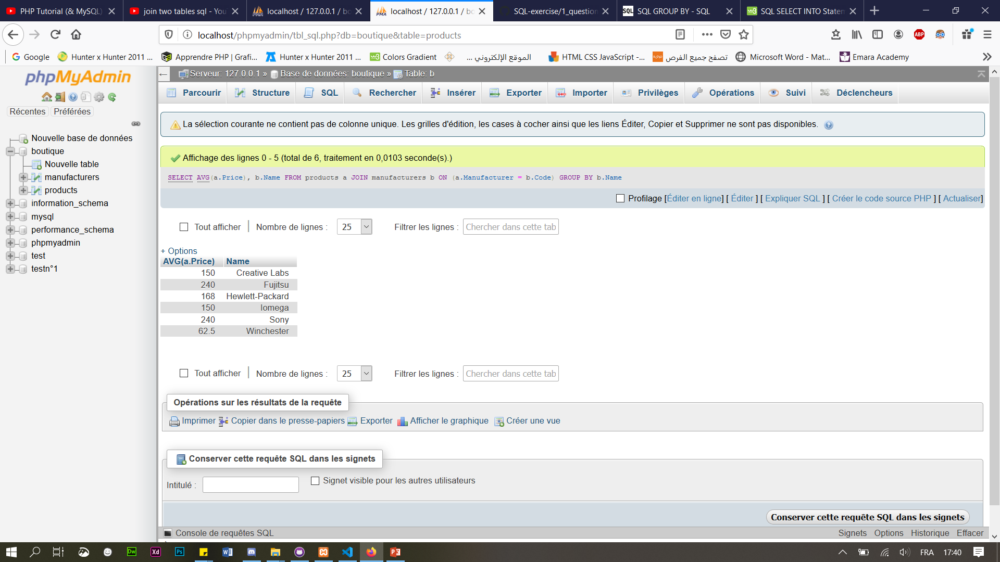 PHP Tutorial (& MySQL)
join two tables sql - You
localhost / 127.0.0.1 / bo
localhost / 127.0.0.1 / bo
SQL-exercise/1_question
SQL GROUP BY - SQL
SQL SELECT INTO Statem
localhost/phpmyadmin/tbl_sql.php?db=boutique&table=products
ABP
Google
Hunter x Hunter 2011 ...
Apprendre PHP | Grafi...
Hunter x Hunter 2011 ...
Colors Gradient
الموقع الإلكتروني ...
HTML CSS JavaScript -...
تصفح جميع الفرص
Microsoft Word - Mat...
Emara Academy
phpMyAdmin
Récentes Préférées
Nouvelle base de données
boutique
Nouvelle table
manufacturers
products
information_schema
mysql
performance_schema
phpmyadmin
test
testn°1
Serveur: 127.0.0.1 » Base de données: boutique » Table: b
Parcourir Structure SQL Rechercher Insérer Exporter Importer Privilèges Opérations Suivi Déclencheurs
La sélection courante ne contient pas de colonne unique. Les grilles d'édition, les cases à cocher ainsi que les liens Éditer, Copier et Supprimer ne sont pas disponibles.
Affichage des lignes 0 - 5 (total de 6, traitement en 0,0103 seconde(s).)
SELECT AVG(a.Price), b.Name FROM products a JOIN manufacturers b ON (a.Manufacturer = b.Code) GROUP BY b.Name
Profilage [Éditer en ligne] [ Éditer ] [ Expliquer SQL ] [ Créer le code source PHP ] [ Actualiser]
Tout afficher Nombre de lignes : 25 Filtrer les lignes : Chercher dans cette tab
+ Options
AVG(a.Price) Name
150 Creative Labs
240 Fujitsu
168 Hewlett-Packard
150 Iomega
240 Sony
62.5 Winchester
Tout afficher Nombre de lignes : 25 Filtrer les lignes : Chercher dans cette tab
Opérations sur les résultats de la requête
Imprimer Copier dans le presse-papiers Exporter Afficher le graphique Créer une vue
Conserver cette requête SQL dans les signets
Intitulé : Signet visible pour les autres utilisateurs
Conserver cette requête SQL dans les signets
Console de requêtes SQL
Signets Options Historique Effacer
FRA 17:40